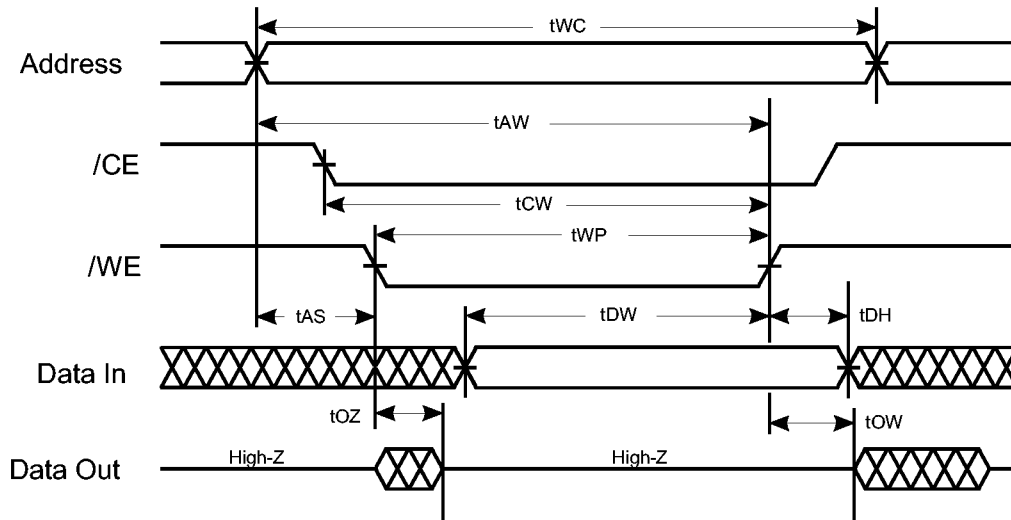 tWC
Address
tAW
/CE
tCW
tWP
/WE
tAS
tDW
tDH
Data In
tOZ
tOW
High-Z
High-Z
Data Out